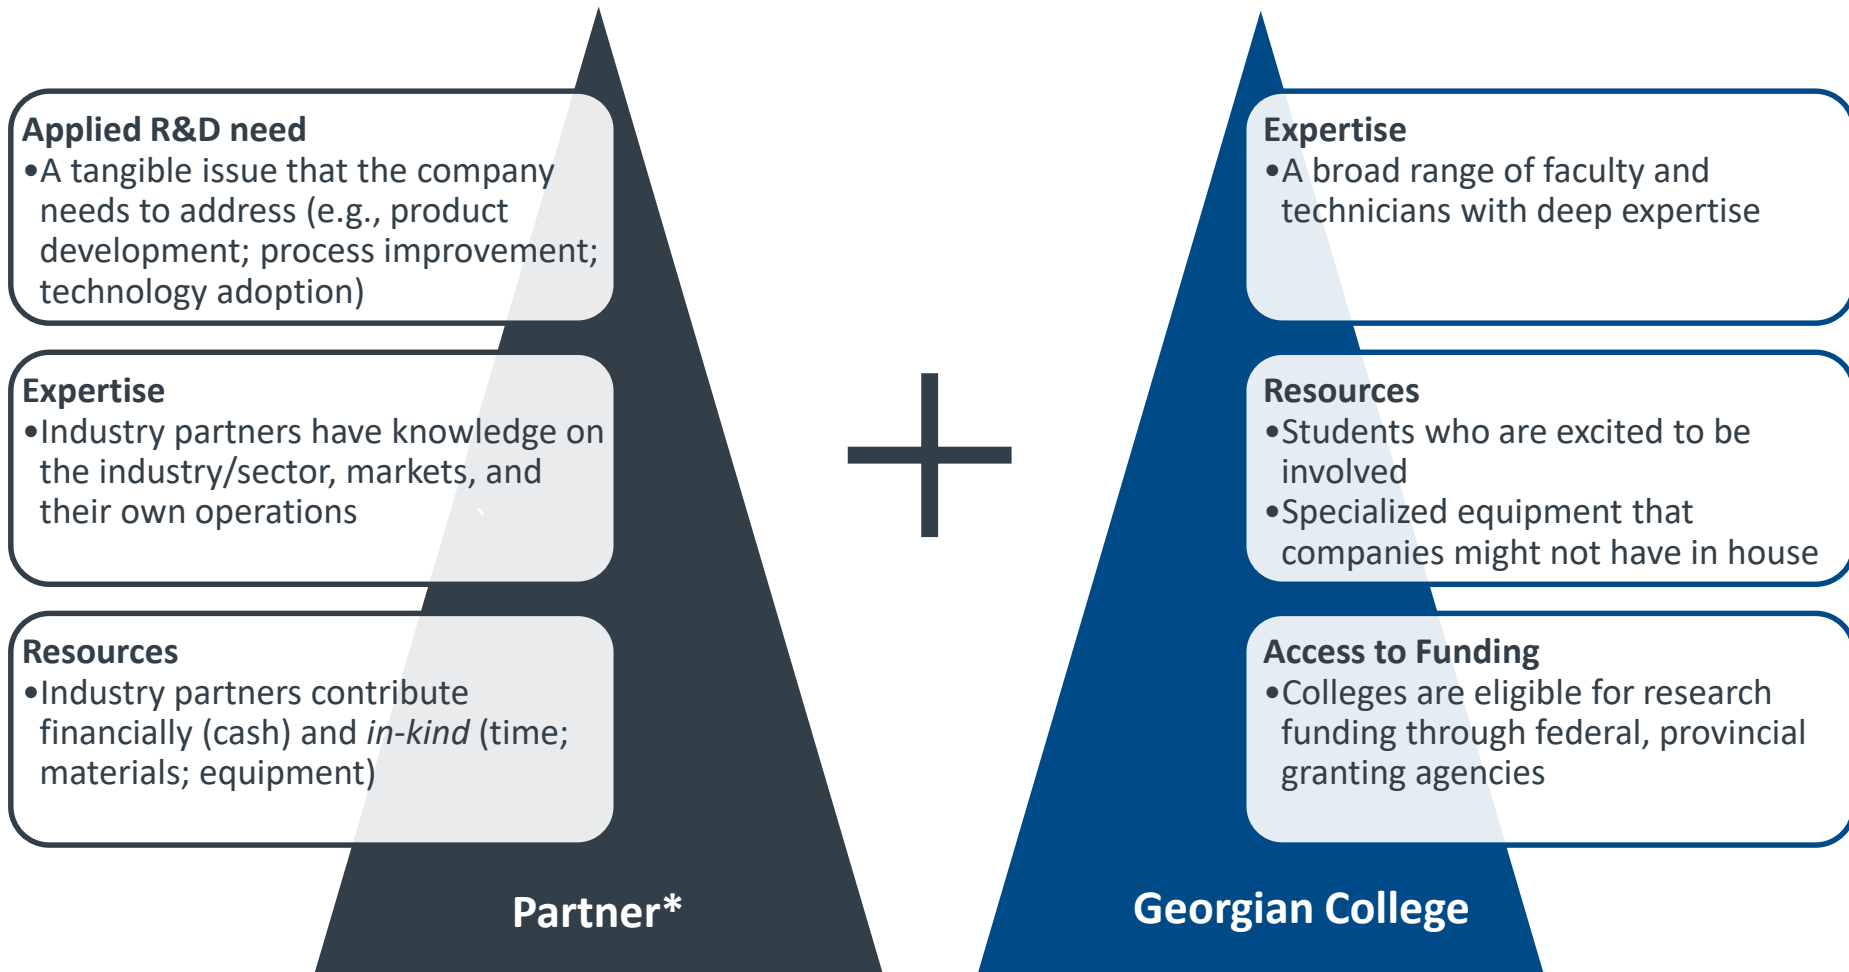 Applied R&D need
•A tangible issue that the company
needs to address (e.g., product
development; process improvement;
technology adoption)
Expertise
•Industry partners have knowledge on
the industry/sector, markets, and
their own operations
Resources
•Industry partners contribute
financially (cash) and in-kind (time;
materials; equipment)
Partner*
Expertise
•A broad range of faculty and
technicians with deep expertise
Resources
•Students who are excited to be
involved
•Specialized equipment that
companies might not have in house
Access to Funding
•Colleges are eligible for research
funding through federal, provincial
granting agencies
Georgian College